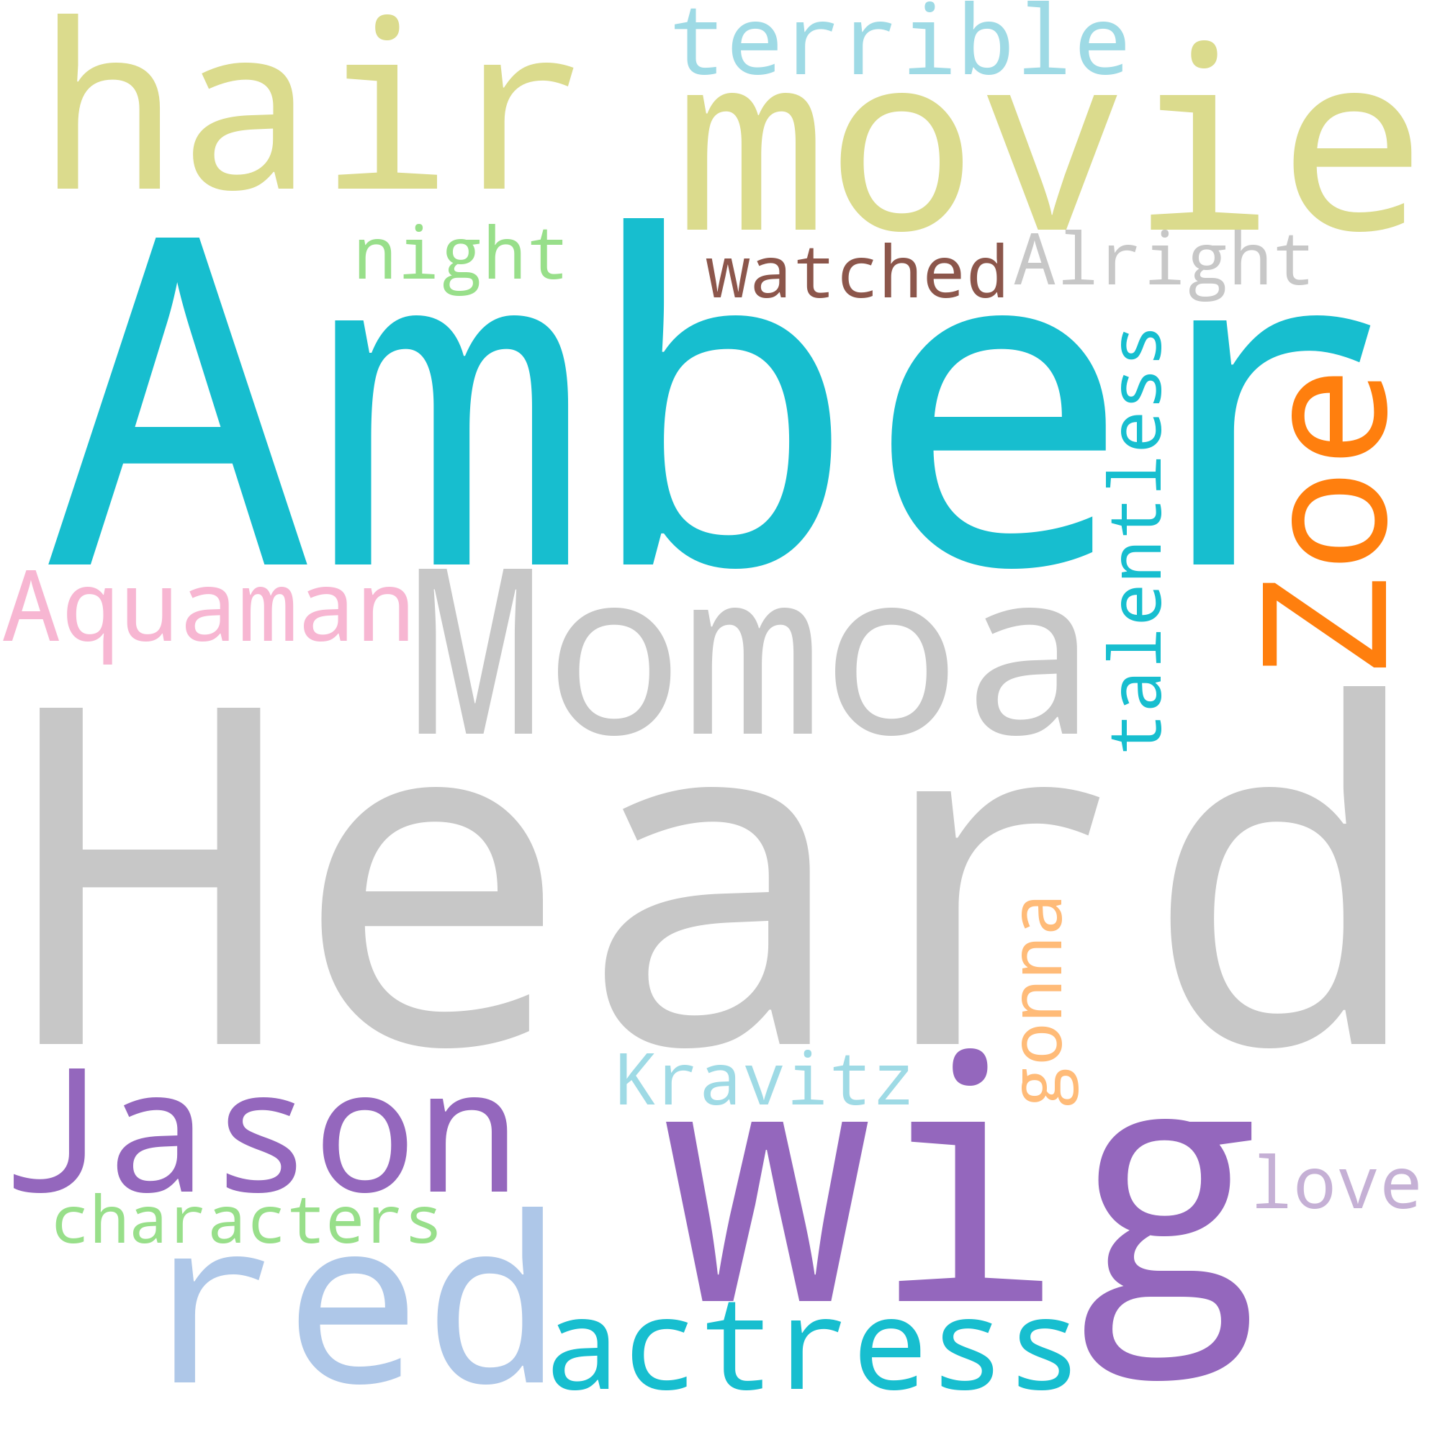 hair
terrible
movie
night
watched
Alright
Amber
talentless
Zoe
Aquaman
Momoa
Heard
gonna
Jason
Kravitz
wig
love
characters
red
actress